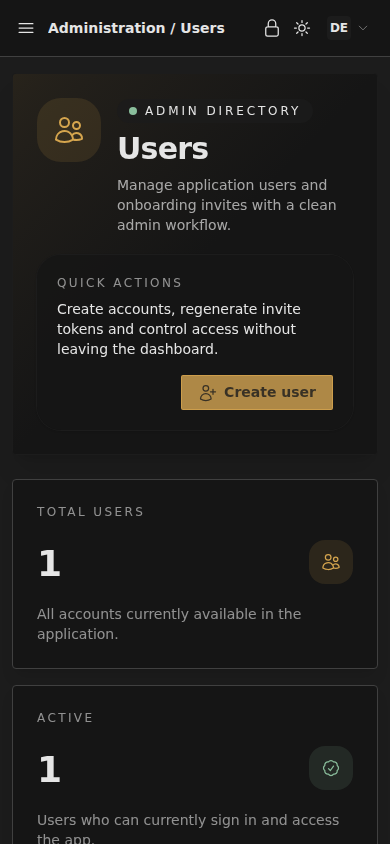 Administration / Users
DE
ADMIN DIRECTORY
Users
Manage application users and
onboarding invites with a clean
admin workflow.
QUICK ACTIONS
Create accounts, regenerate invite
tokens and control access without
leaving the dashboard.
Create user
TOTAL USERS
1
All accounts currently available in the
application.
ACTIVE
1
Users who can currently sign in and access
the app.